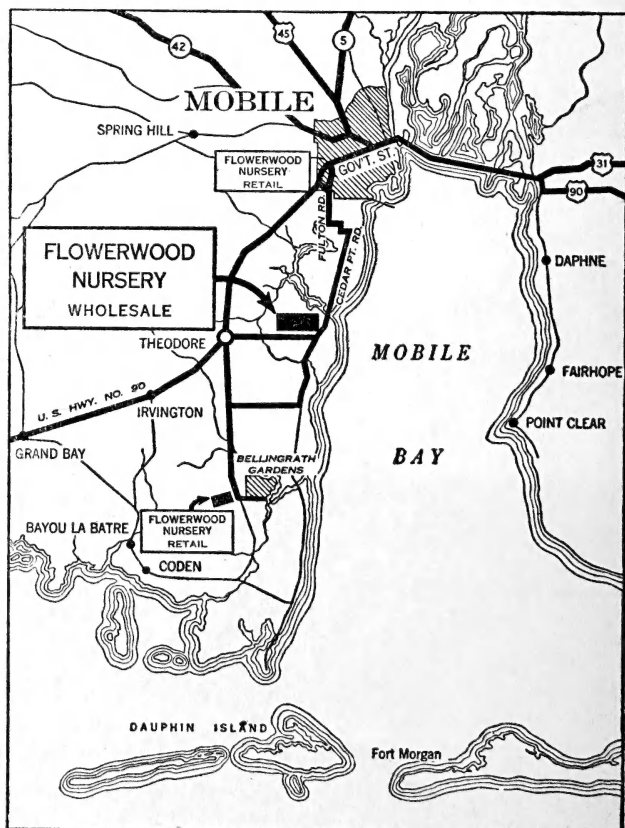 42
45
5
MOBILE
SPRING HILL
FLOWERWOOD
NURSERY
RETAIL
GOV'T. ST.
31
90
FULTON RD.
CEDAR PT. RD.
FLOWERWOOD
NURSERY
WHOLESALE
DAPHNE
THEODORE
MOBILE
BAY
FAIRHOPE
U.S. HWY. NO. 90
IRVINGTON
POINT CLEAR
GRAND BAY
BELLINGRATH
GARDENS
FLOWERWOOD
NURSERY
RETAIL
BAYOU LA BATRE
CODEN
DAUPHIN ISLAND
Fort Morgan